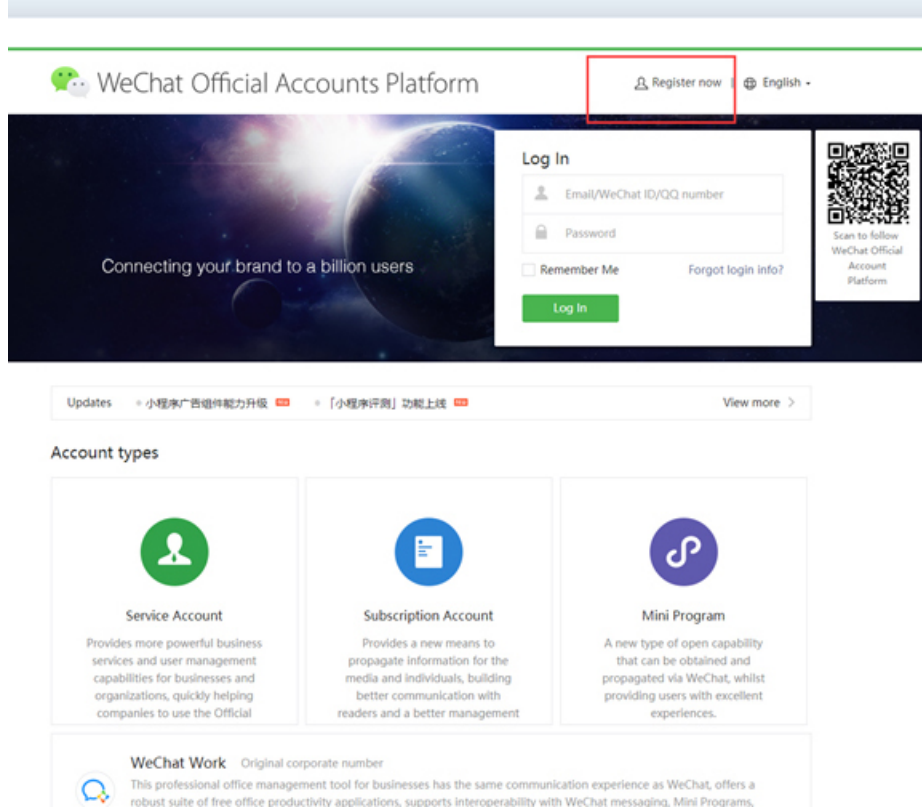 WeChat Official Accounts Platform
Register now | English
Log In
Email/WeChat ID/QQ number
Password
Remember Me Forgot login info?
Log In
Scan to follow
WeChat Official
Account
Platform
Connecting your brand to a billion users
Updates 小程序广告组件能力升级 「小程序评测」功能上线 View more >
Account types
Service Account
Provides more powerful business
services and user management
capabilities for businesses and
organizations, quickly helping
companies to use the Official
Subscription Account
Provides a new means to
propagate information for the
media and individuals, building
better communication with
readers and a better management
Mini Program
A new type of open capability
that can be obtained and
propagated via WeChat, whilst
providing users with excellent
experiences.
WeChat Work Original corporate number
This professional office management tool for businesses has the same communication experience as WeChat, offers a
robust suite of free office productivity applications, supports interoperability with WeChat messaging, Mini Programs,